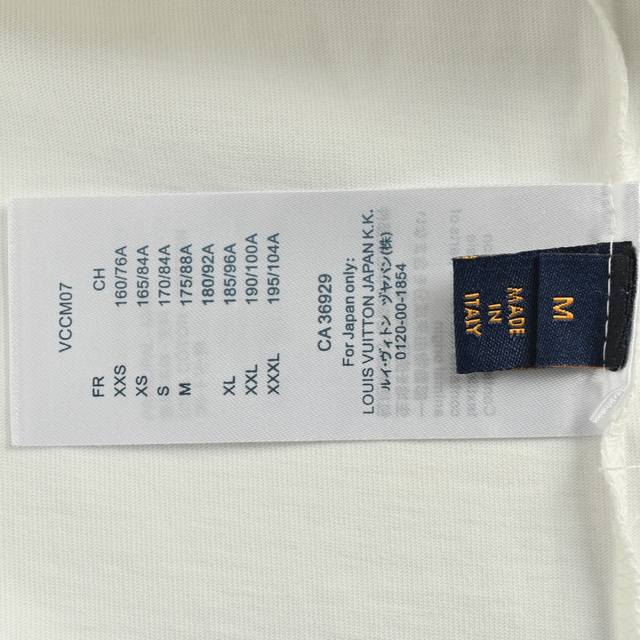 VCCM07
FR CH
XXS 160/76A
XS 165/84A
S 170/84A
M 175/88A
180/92A
XL 185/96A
XXL 190/100A
XXXL 195/104A
CA 36929
For Japan only:
LOUIS VUITTON JAPAN K.K.
ルイ・ヴィトン ヅヤパン(株)
0120-00-1854
MADE
IN
ITALY
M